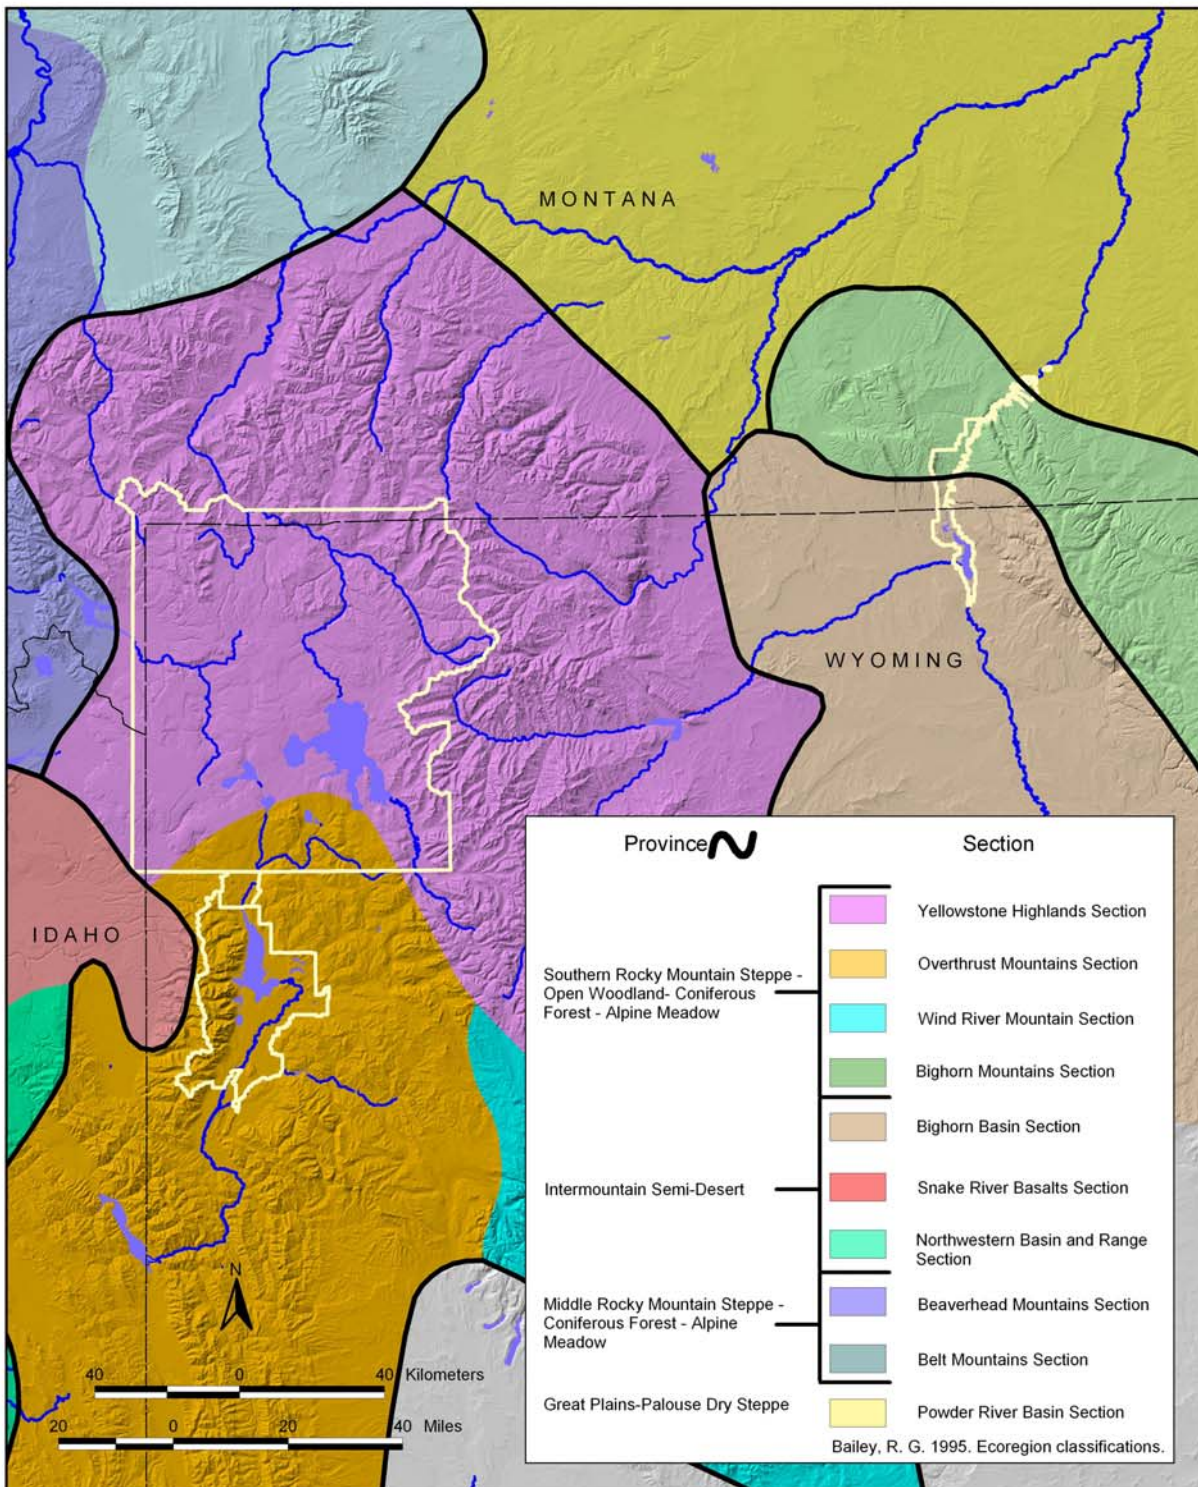 MONTANA
WYOMING
IDAHO
Province
Section
Southern Rocky Mountain Steppe -
Open Woodland- Coniferous
Forest - Alpine Meadow
Yellowstone Highlands Section
Overthrust Mountains Section
Wind River Mountain Section
Bighorn Mountains Section
Intermountain Semi-Desert
Bighorn Basin Section
Snake River Basalts Section
Northwestern Basin and Range
Section
Middle Rocky Mountain Steppe -
Coniferous Forest - Alpine
Meadow
Beaverhead Mountains Section
Belt Mountains Section
Great Plains-Palouse Dry Steppe
Powder River Basin Section
Bailey, R. G. 1995. Ecoregion classifications.
N
40 0 40 Kilometers
20 0 20 40 Miles